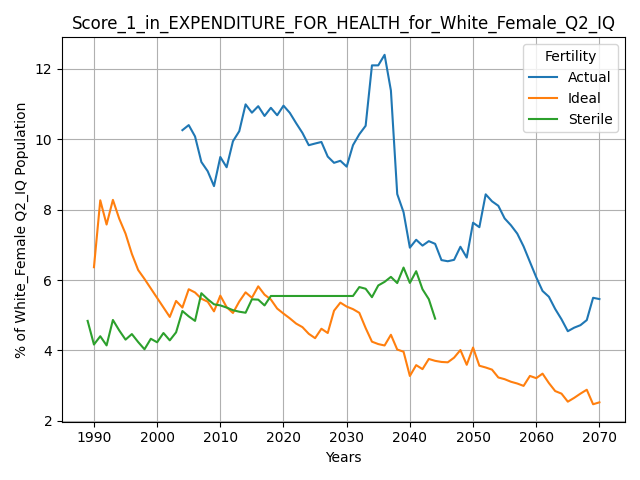 Score_1_in_EXPENDITURE_FOR_HEALTH_for_White_Female_Q2_IQ
Fertility
Actual
Ideal
Sterile
% of White_Female Q2_IQ Population
12
10
8
6
4
2
1990 2000 2010 2020 2030 2040 2050 2060 2070
Years